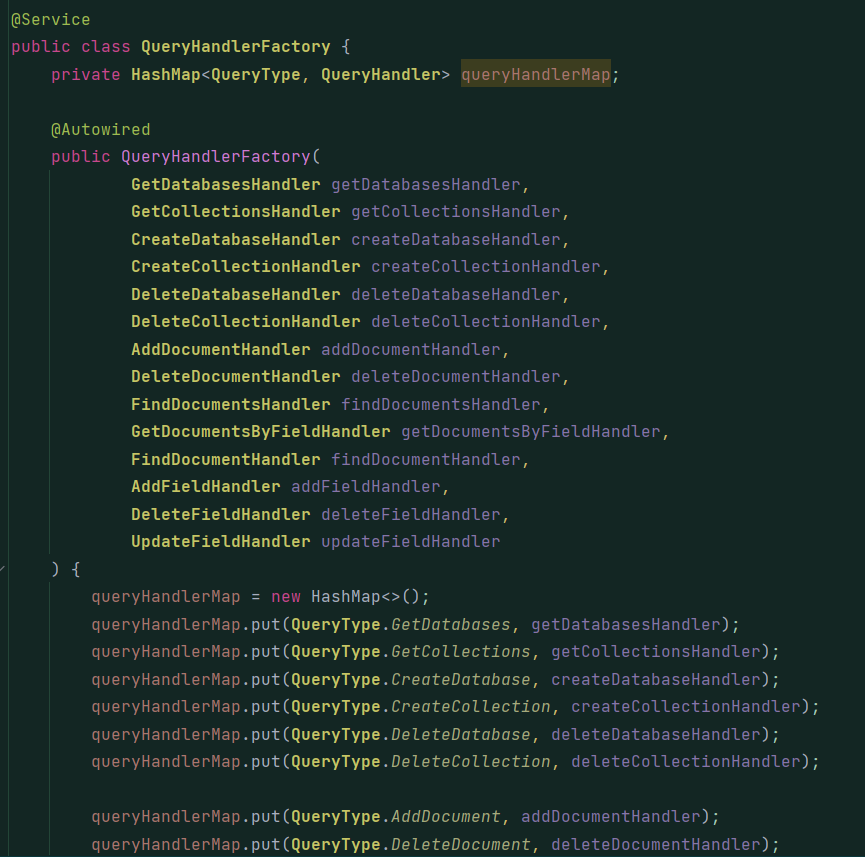 @Service
public class QueryHandlerFactory {
    private HashMap<QueryType, QueryHandler> queryHandlerMap;

    @Autowired
    public QueryHandlerFactory(
            GetDatabasesHandler getDatabasesHandler,
            GetCollectionsHandler getCollectionsHandler,
            CreateDatabaseHandler createDatabaseHandler,
            CreateCollectionHandler createCollectionHandler,
            DeleteDatabaseHandler deleteDatabaseHandler,
            DeleteCollectionHandler deleteCollectionHandler,
            AddDocumentHandler addDocumentHandler,
            DeleteDocumentHandler deleteDocumentHandler,
            FindDocumentsHandler findDocumentsHandler,
            GetDocumentsByFieldHandler getDocumentsByFieldHandler,
            FindDocumentHandler findDocumentHandler,
            AddFieldHandler addFieldHandler,
            DeleteFieldHandler deleteFieldHandler,
            UpdateFieldHandler updateFieldHandler
    ) {
        queryHandlerMap = new HashMap<>();
        queryHandlerMap.put(QueryType.GetDatabases, getDatabasesHandler);
        queryHandlerMap.put(QueryType.GetCollections, getCollectionsHandler);
        queryHandlerMap.put(QueryType.CreateDatabase, createDatabaseHandler);
        queryHandlerMap.put(QueryType.CreateCollection, createCollectionHandler);
        queryHandlerMap.put(QueryType.DeleteDatabase, deleteDatabaseHandler);
        queryHandlerMap.put(QueryType.DeleteCollection, deleteCollectionHandler);

        queryHandlerMap.put(QueryType.AddDocument, addDocumentHandler);
        queryHandlerMap.put(QueryType.DeleteDocument, deleteDocumentHandler);